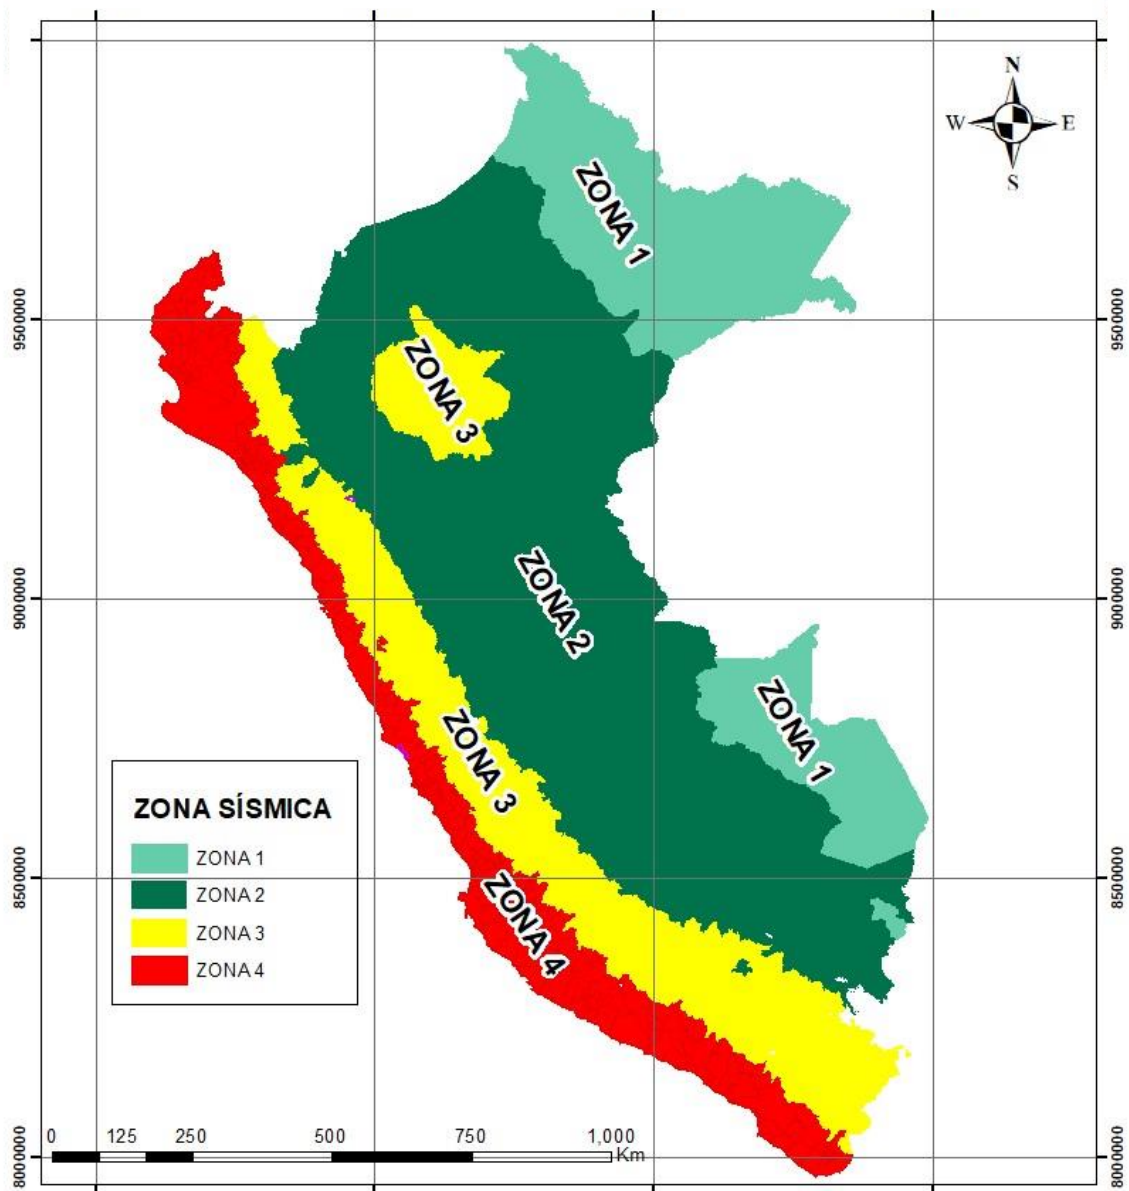 N
W E
S
ZONA 1
9500000 9500000
ZONA 3
9000000 9000000
ZONA 2
ZONA 1
ZONA 3
ZONA SÍSMICA
ZONA 1
ZONA 2
ZONA 3
ZONA 4
8500000 8500000
ZONA 4
0 125 250 500 750 1,000
Km
8000000 8000000